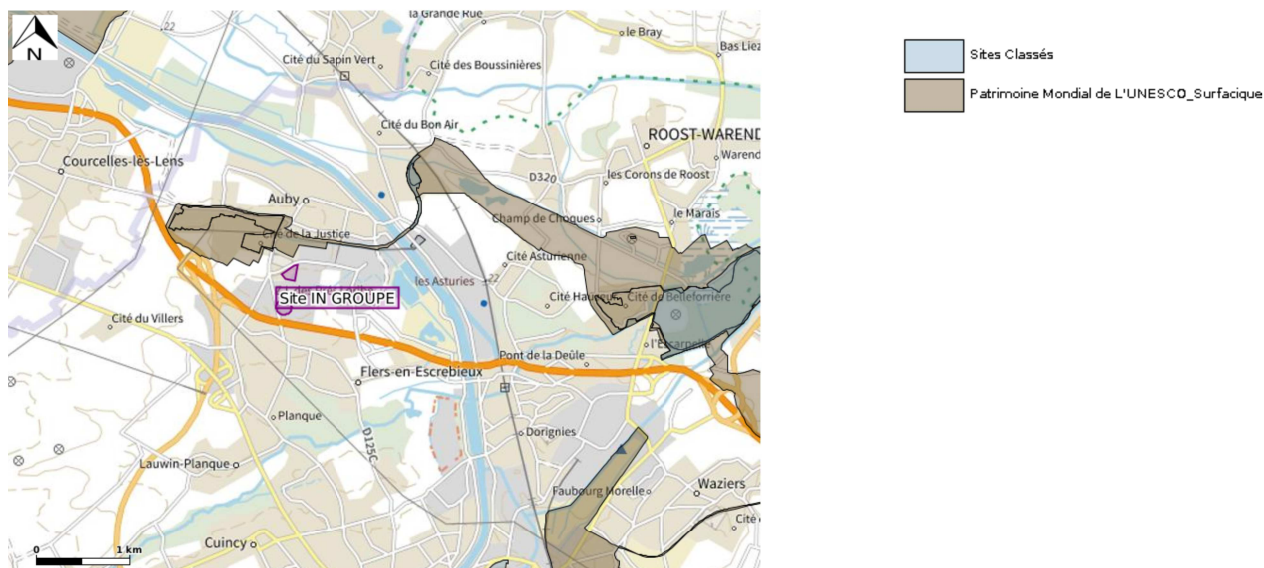 la Grande Rue
22
le Bray
Bas Liez
N
Cité du Sapin Vert
Cité des Boussinières
Sites Classés
Patrimoine Mondial de L'UNESCO_Surfacique
Cité du Bon Air
ROOST-WAREND
Warend
Courcelles-lès-Lens
D320
les Corons de Roost
Auby
Champ de Choques
le Marais
Cité de la Justice
Cité Asturienne
22
les Asturies
Site IN GROUPE
Cité Hauteur
Cité de Belleforrière
Cité du Villers
l'Escarpelle
Pont de la Deûle
Flers-en-Escrebieux
Planque
D125C
Dorignies
Lauwin-Planque
Faubourg Morelle
Waziers
Cité
Cuincy
0
1 km